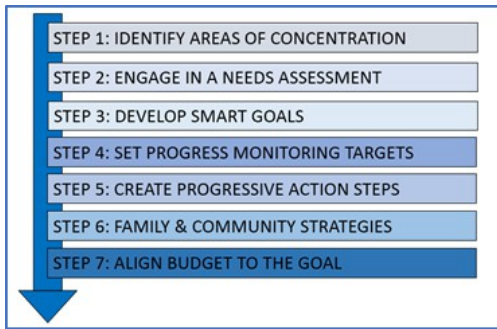 STEP 1: IDENTIFY AREAS OF CONCENTRATION
STEP 2: ENGAGE IN A NEEDS ASSESSMENT
STEP 3: DEVELOP SMART GOALS
STEP 4: SET PROGRESS MONITORING TARGETS
STEP 5: CREATE PROGRESSIVE ACTION STEPS
STEP 6: FAMILY & COMMUNITY STRATEGIES
STEP 7: ALIGN BUDGET TO THE GOAL